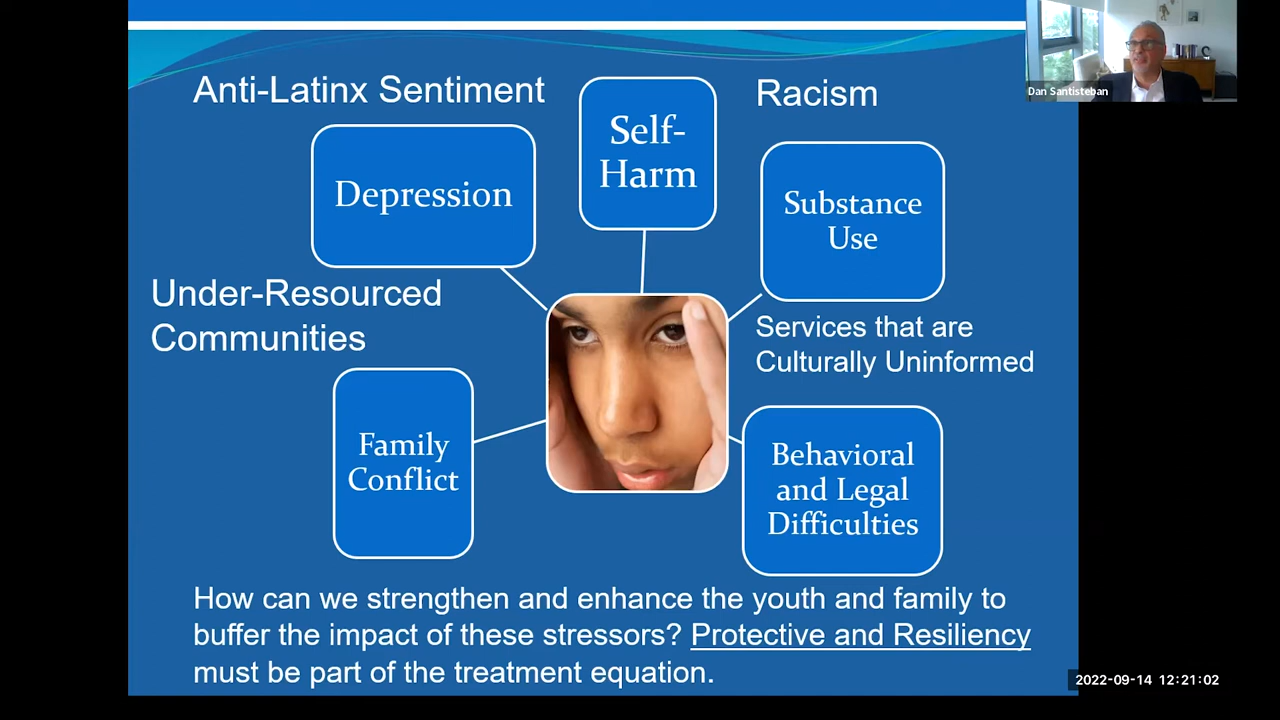 Anti-Latinx Sentiment
Self-
Harm
Racism
Dan Santisteban
Depression
Substance
Use
Under-Resourced
Communities
Services that are
Culturally Uninformed
Family
Conflict
Behavioral
and Legal
Difficulties
How can we strengthen and enhance the youth and family to
buffer the impact of these stressors? Protective and Resiliency
must be part of the treatment equation.
2022-09-14 12:21:02